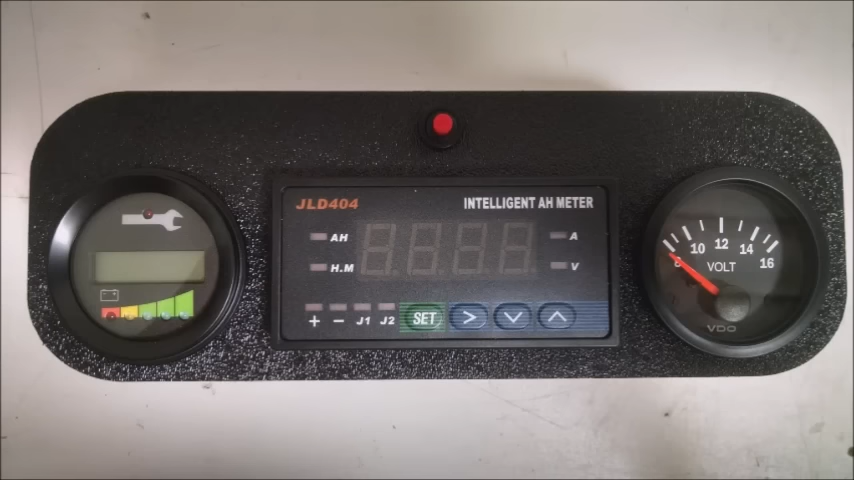 JLD404 INTELLIGENT AH METER
AH A
H.M V
+ − J1 J2 SET > ∨ ∧
8 10 12 14 16
VOLT
VDO